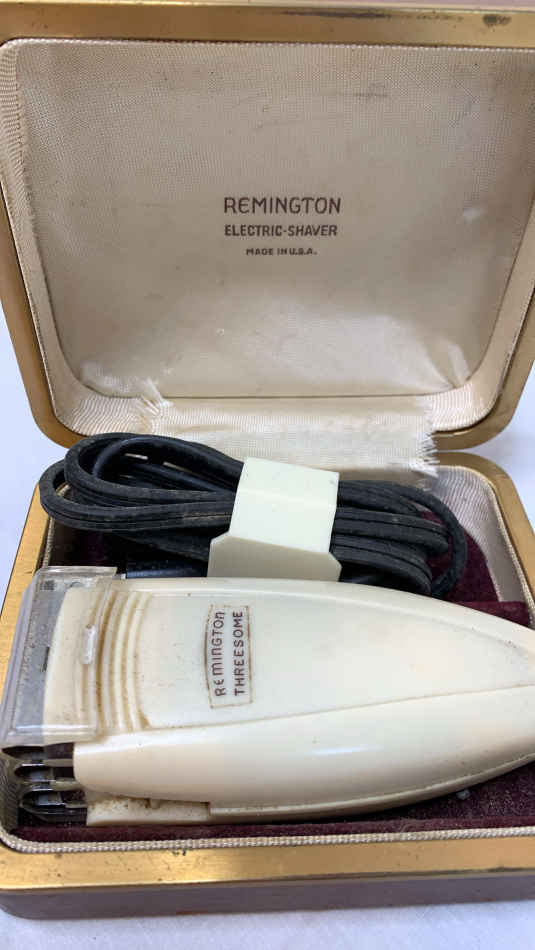 REMINGTON
ELECTRIC-SHAVER
MADE IN U.S.A.
REMINGTON
THREESOME